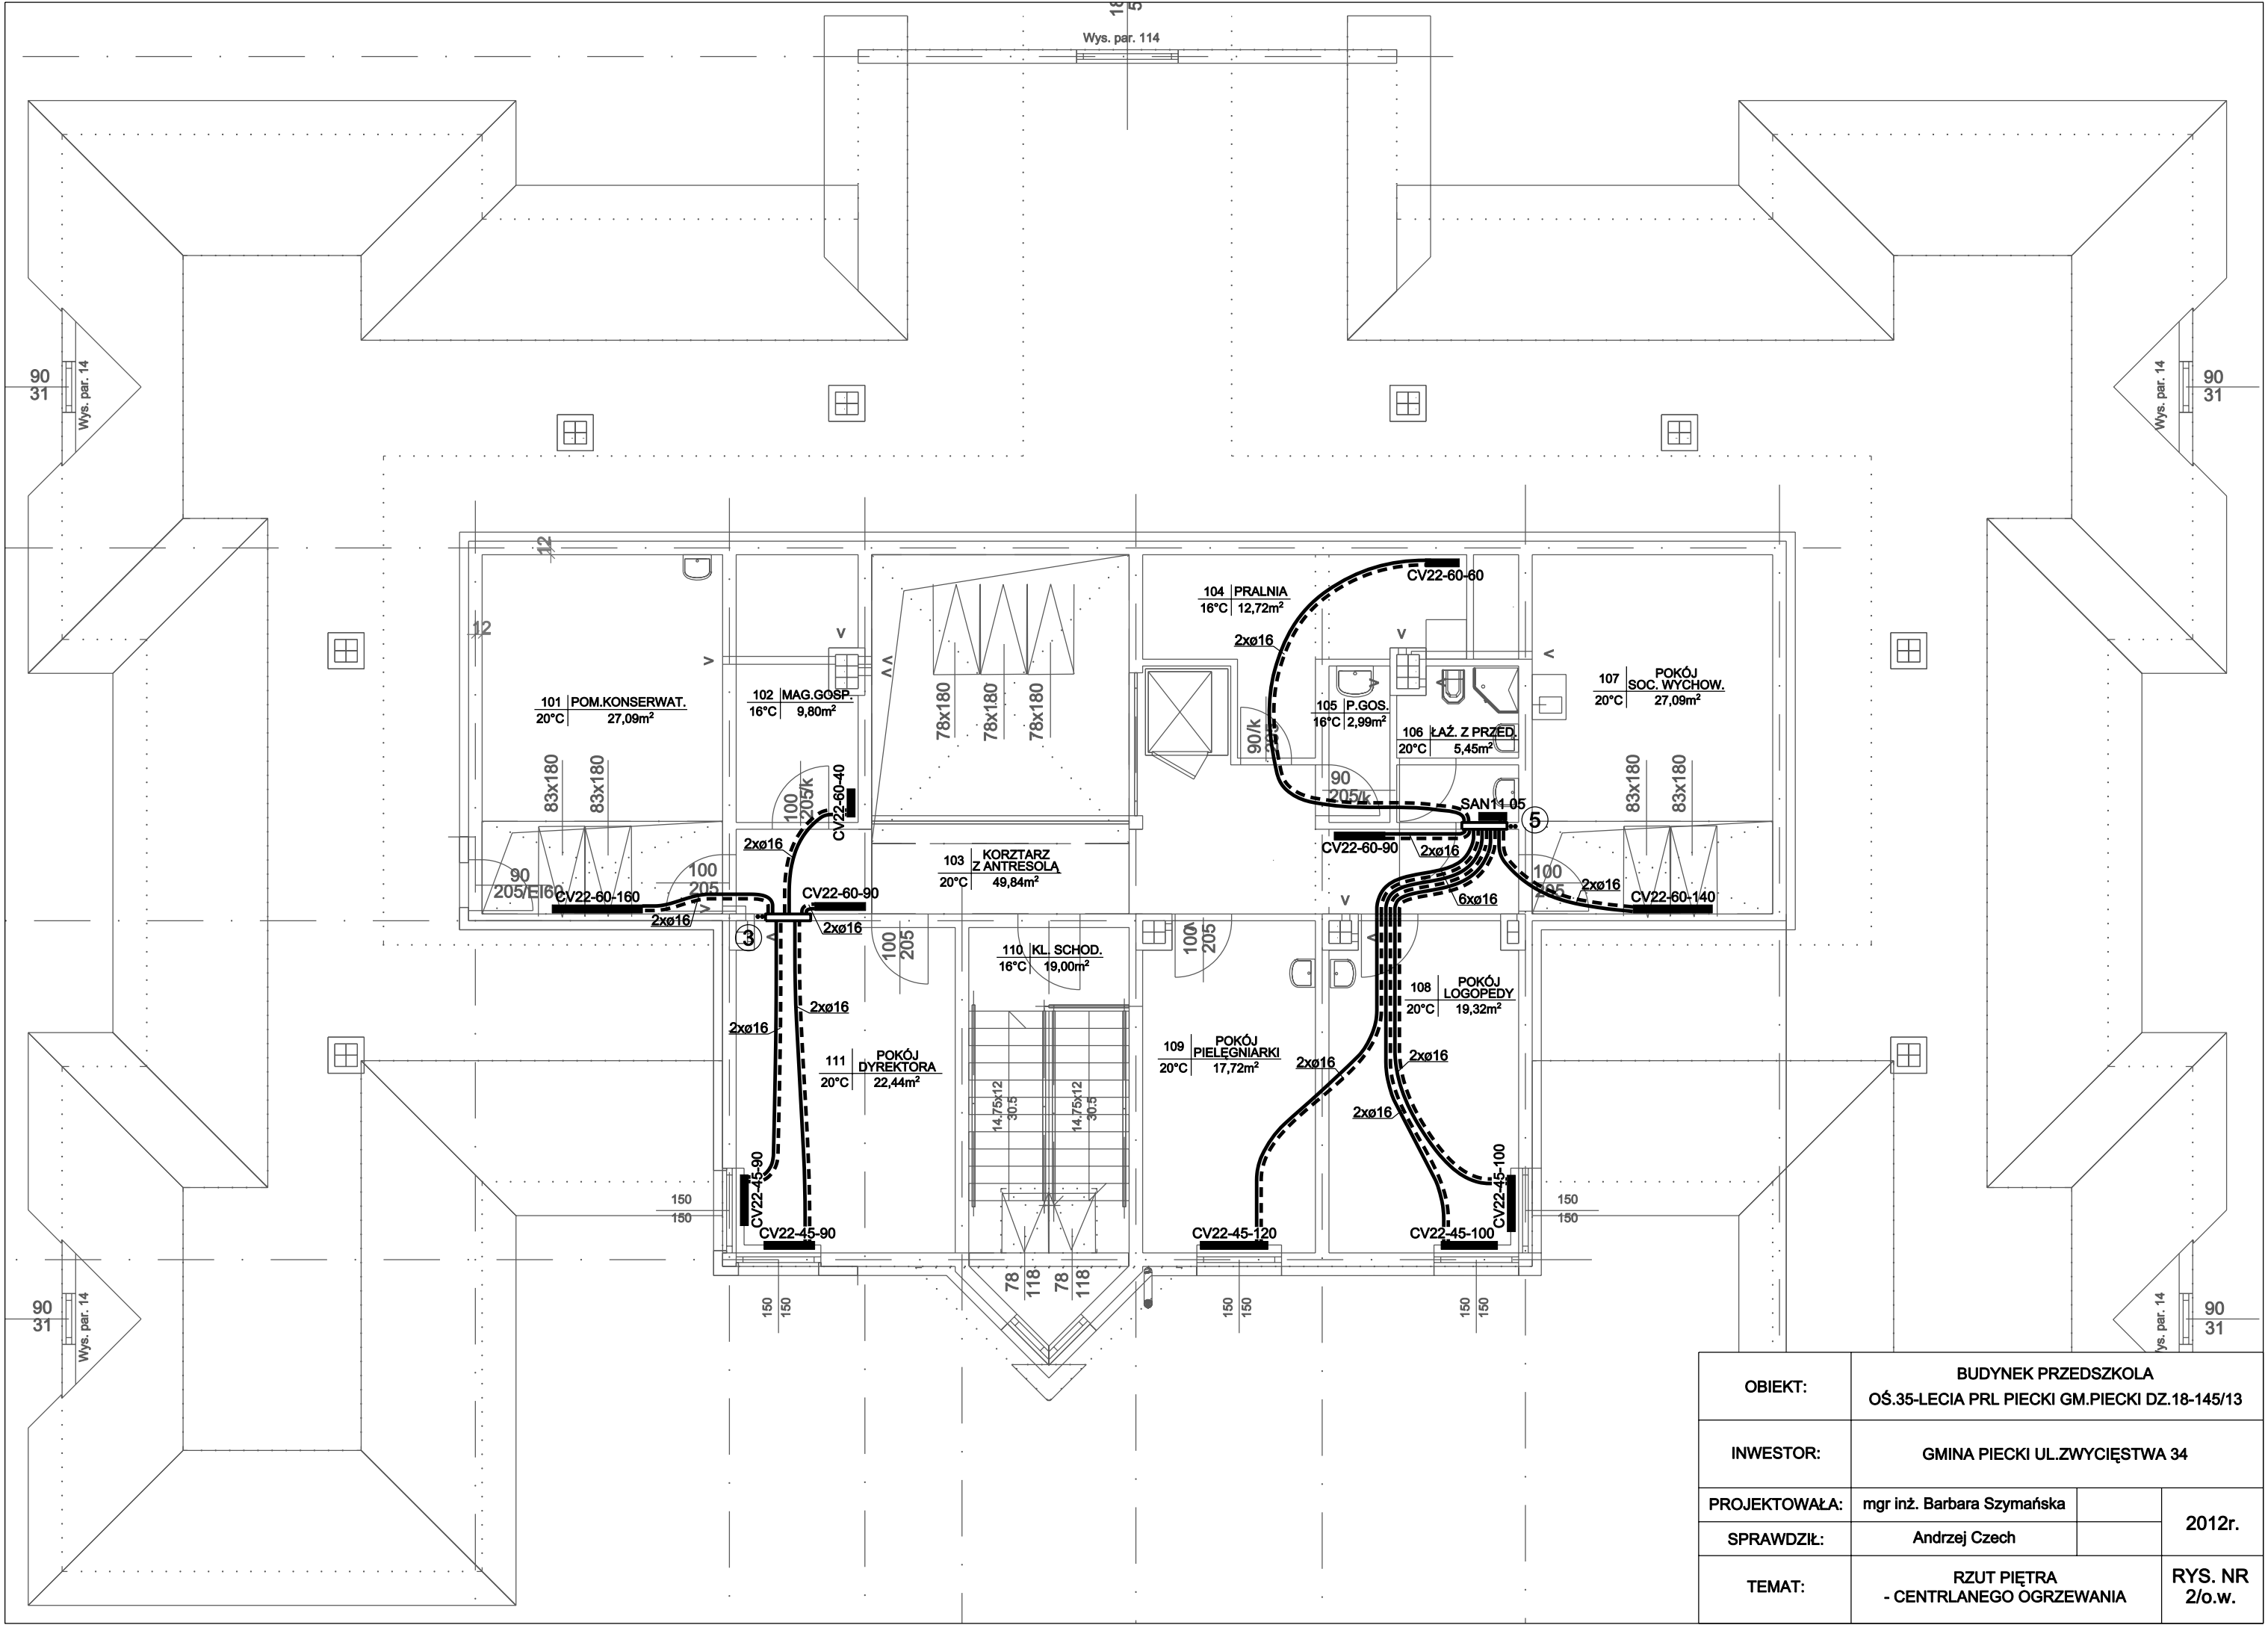 18
5
Wys. par. 114
90
31
Wys. par. 14
Wys. par. 14
90
31
12
12
CV22-60-60
104 PRALNIA
16°C 12,72m²
2xø16
101 POM.KONSERWAT.
20°C 27,09m²
102 MAG.GOSP.
16°C 9,80m²
78x180
78x180
78x180
90/k
105 P.GOS.
16°C 2,99m²
106 ŁAŹ. Z PRZED.
20°C 5,45m²
107 POKÓJ
SOC. WYCHOW.
20°C 27,09m²
83x180
83x180
100
205/k
CV22-60-40
90
205/k
SAN11 05
5
83x180
83x180
2xø16
103 KORZTARZ
Z ANTRESOLĄ
20°C 49,84m²
CV22-60-90
2xø16
90
205/EI60
CV22-60-160
2xø16
100
205
CV22-60-90
2xø16
6xø16
100
205
2xø16
CV22-60-140
3
100
205
110 KL. SCHOD.
16°C 19,00m²
100
205
108 POKÓJ
LOGOPEDY
20°C 19,32m²
2xø16
2xø16
111 POKÓJ
DYREKTORA
20°C 22,44m²
109 POKÓJ
PIELĘGNIARKI
20°C 17,72m²
2xø16
2xø16
2xø16
14.75x12
30.5
14.75x12
30.5
CV22-45-90
CV22-45-90
CV22-45-120
CV22-45-100
CV22-45-100
150
150
150
150
78
118
78
118
150
150
150
150
150
150
90
31
Wys. par. 14
ys. par. 14
90
31
OBIEKT: BUDYNEK PRZEDSZKOLA
OŚ.35-LECIA PRL PIECKI GM.PIECKI DZ.18-145/13
INWESTOR: GMINA PIECKI UL.ZWYCIĘSTWA 34
PROJEKTOWAŁA: mgr inż. Barbara Szymańska
2012r.
SPRAWDZIŁ: Andrzej Czech
TEMAT: RZUT PIĘTRA
- CENTRLANEGO OGRZEWANIA
RYS. NR
2/o.w.